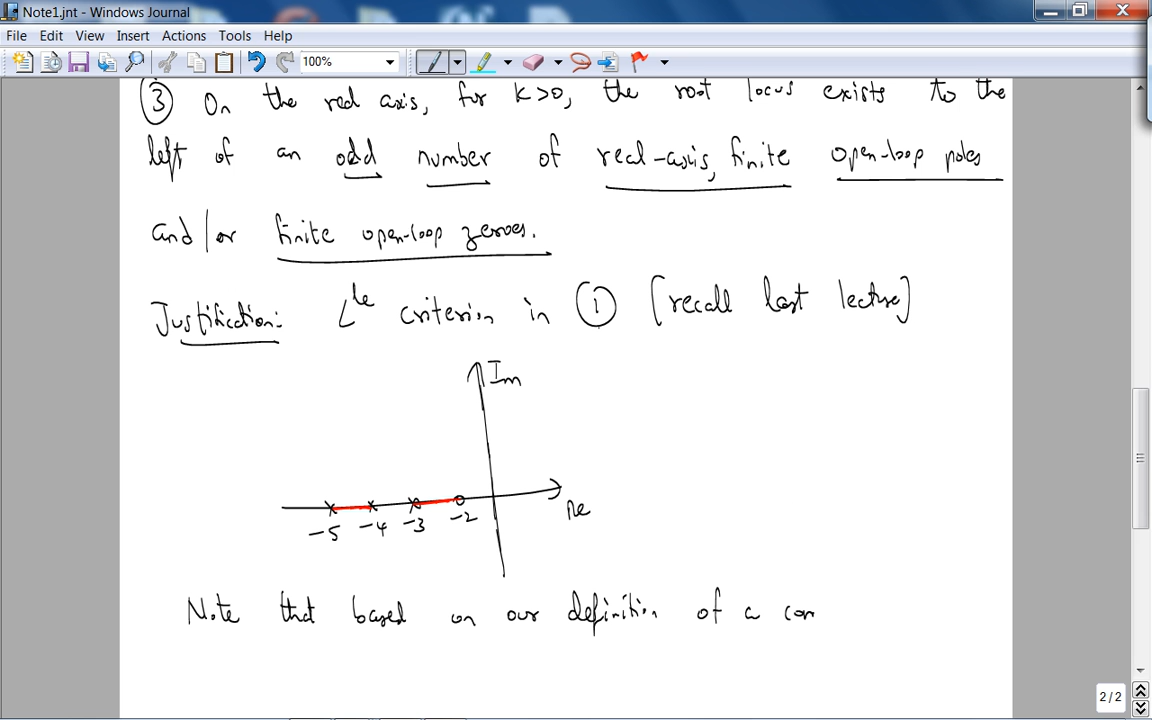 Note1.jnt - Windows Journal
File Edit View Insert Actions Tools Help
100%
③ On the real axis, for K>0, the root locus exists to the
left of an odd number of real-axis, finite open-loop poles
and/or finite open-loop zeroes.
Justification: ∠le criterion in ① [recall last lecture]
Im
-5 -4 -3 -2 Re
Note that based on our definition of a con
2/2